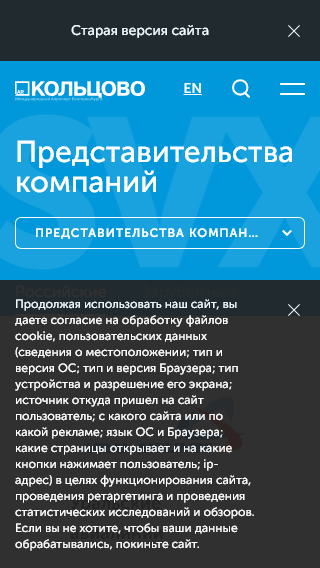 Старая версия сайта
КОЛЬЦОВО
Международный Аэропорт Екатеринбург
EN
SVX
Представительства
компаний
ПРЕДСТАВИТЕЛЬСТВА КОМПАН...
Российские
Продолжая использовать наш сайт, вы
даете согласие на обработку файлов
cookie, пользовательских данных
(сведения о местоположении; тип и
версия ОС; тип и версия Браузера; тип
устройства и разрешение его экрана;
источник откуда пришел на сайт
пользователь; с какого сайта или по
какой рекламе; язык ОС и Браузера;
какие страницы открывает и на какие
кнопки нажимает пользователь; ip-
адрес) в целях функционирования сайта,
проведения ретаргетинга и проведения
статистических исследований и обзоров.
Если вы не хотите, чтобы ваши данные
обрабатывались, покиньте сайт.